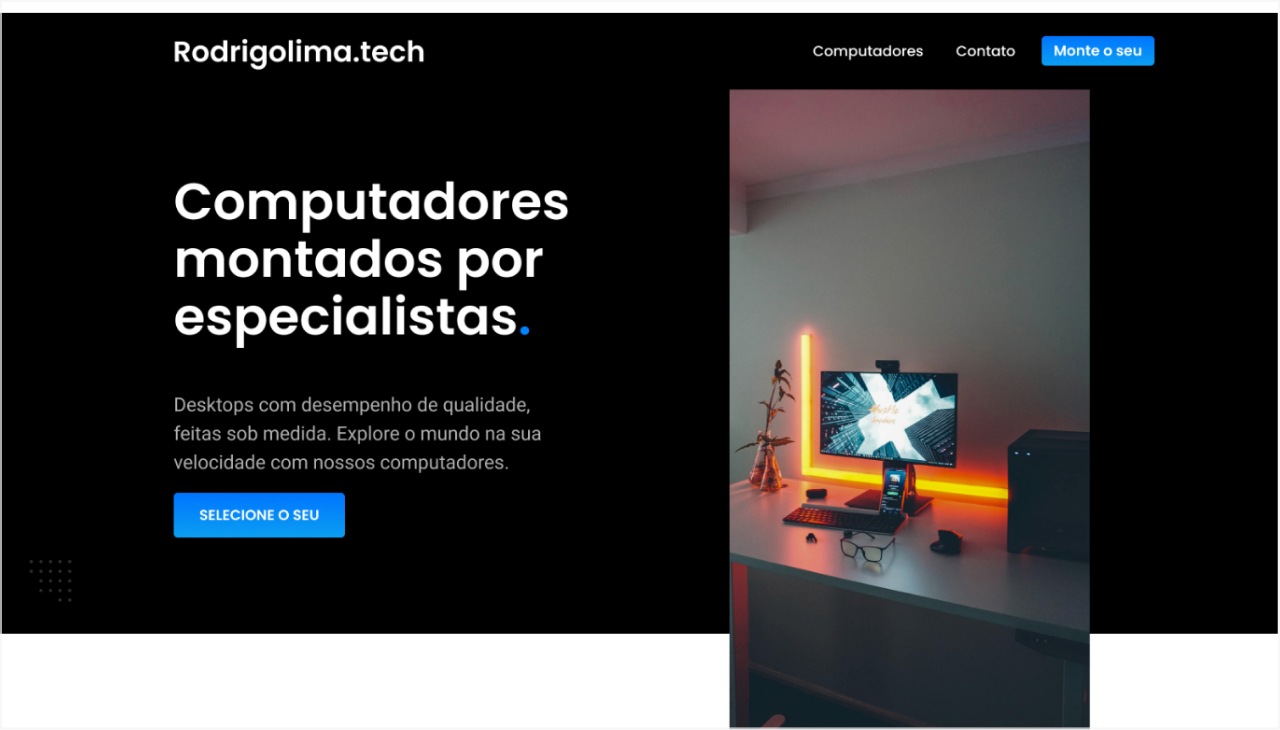 Rodrigolima.tech
Computadores
Contato
Monte o seu
Computadores
montados por
especialistas.
Desktops com desempenho de qualidade,
feitas sob medida. Explore o mundo na sua
velocidade com nossos computadores.
SELECIONE O SEU